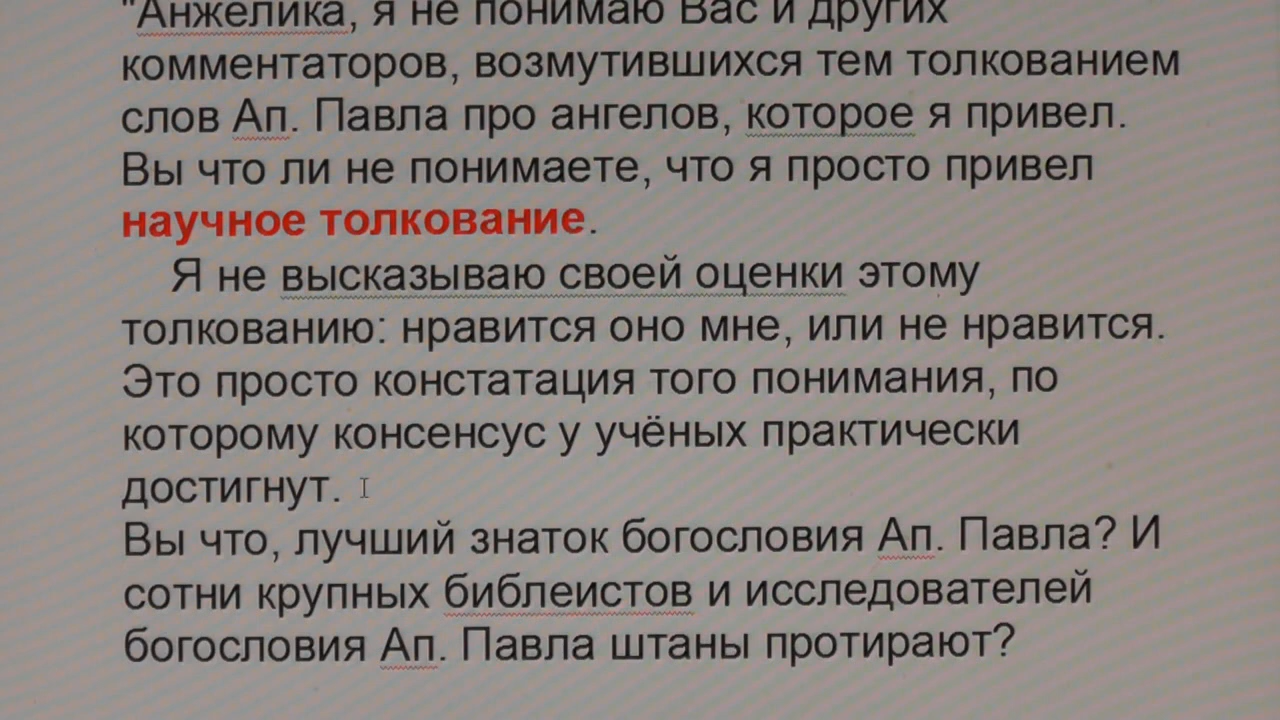 "Анжелика, я не понимаю Вас и других
комментаторов, возмутившихся тем толкованием
слов Ап. Павла про ангелов, которое я привел.
Вы что ли не понимаете, что я просто привел
научное толкование.
Я не высказываю своей оценки этому
толкованию: нравится оно мне, или не нравится.
Это просто констатация того понимания, по
которому консенсус у учёных практически
достигнут.
Вы что, лучший знаток богословия Ап. Павла? И
сотни крупных библеистов и исследователей
богословия Ап. Павла штаны протирают?